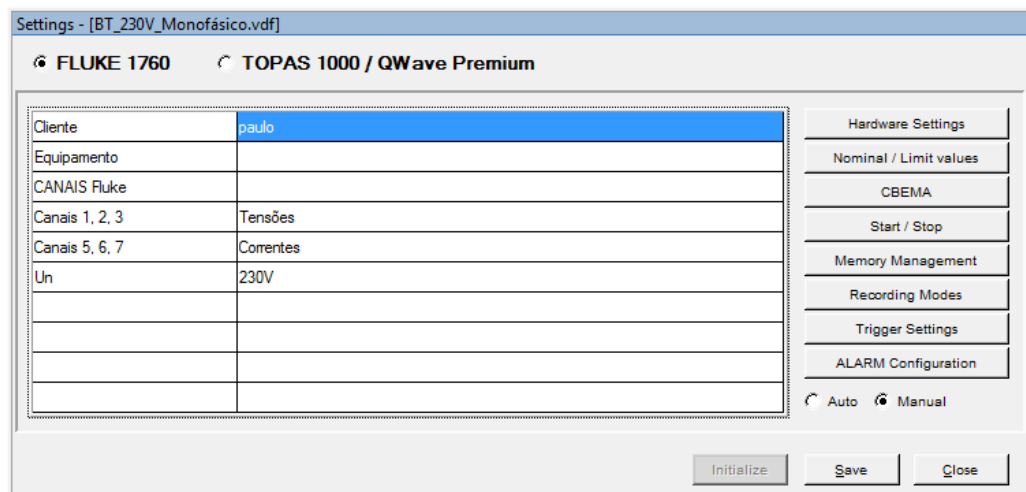 Settings - [BT_230V_Monofásico.vdf]
FLUKE 1760 TOPAS 1000 / QWave Premium
Cliente paulo
Equipamento
CANAIS Fluke
Canais 1, 2, 3 Tensões
Canais 5, 6, 7 Correntes
Un 230V
Hardware Settings
Nominal / Limit values
CBEMA
Start / Stop
Memory Management
Recording Modes
Trigger Settings
ALARM Configuration
Auto Manual
Initialize Save Close